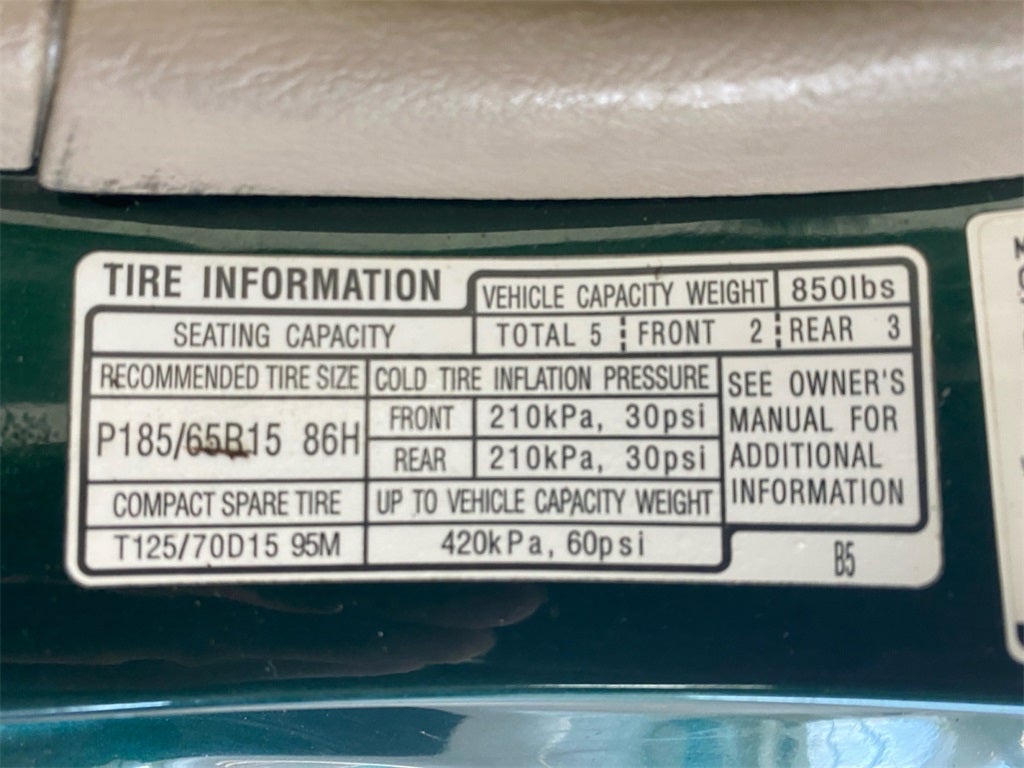 TIRE INFORMATION
VEHICLE CAPACITY WEIGHT 850lbs
SEATING CAPACITY TOTAL 5 FRONT 2 REAR 3
RECOMMENDED TIRE SIZE COLD TIRE INFLATION PRESSURE
P185/65R15 86H
FRONT 210kPa, 30psi
REAR 210kPa, 30psi
SEE OWNER'S
MANUAL FOR
ADDITIONAL
INFORMATION
COMPACT SPARE TIRE UP TO VEHICLE CAPACITY WEIGHT
T125/70D15 95M 420kPa, 60psi
B5